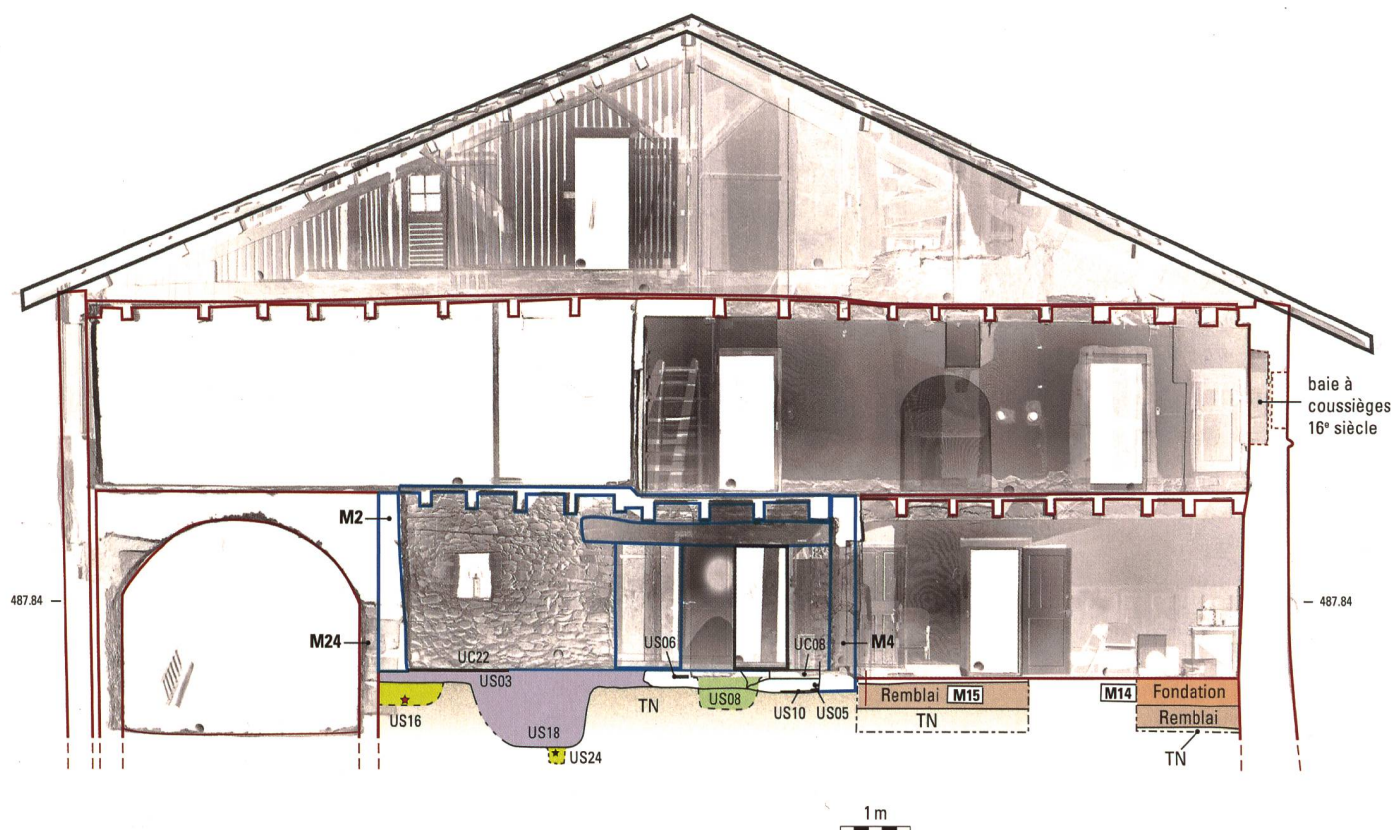 baie à
coussièges
16e siècle
M2
487.84
487.84
M24
US06
UC08
M4
UC22
US03
US16
US18
US24
TN
US08
US10
US05
Remblai M15
TN
M14
Fondation
Remblai
TN
1 m